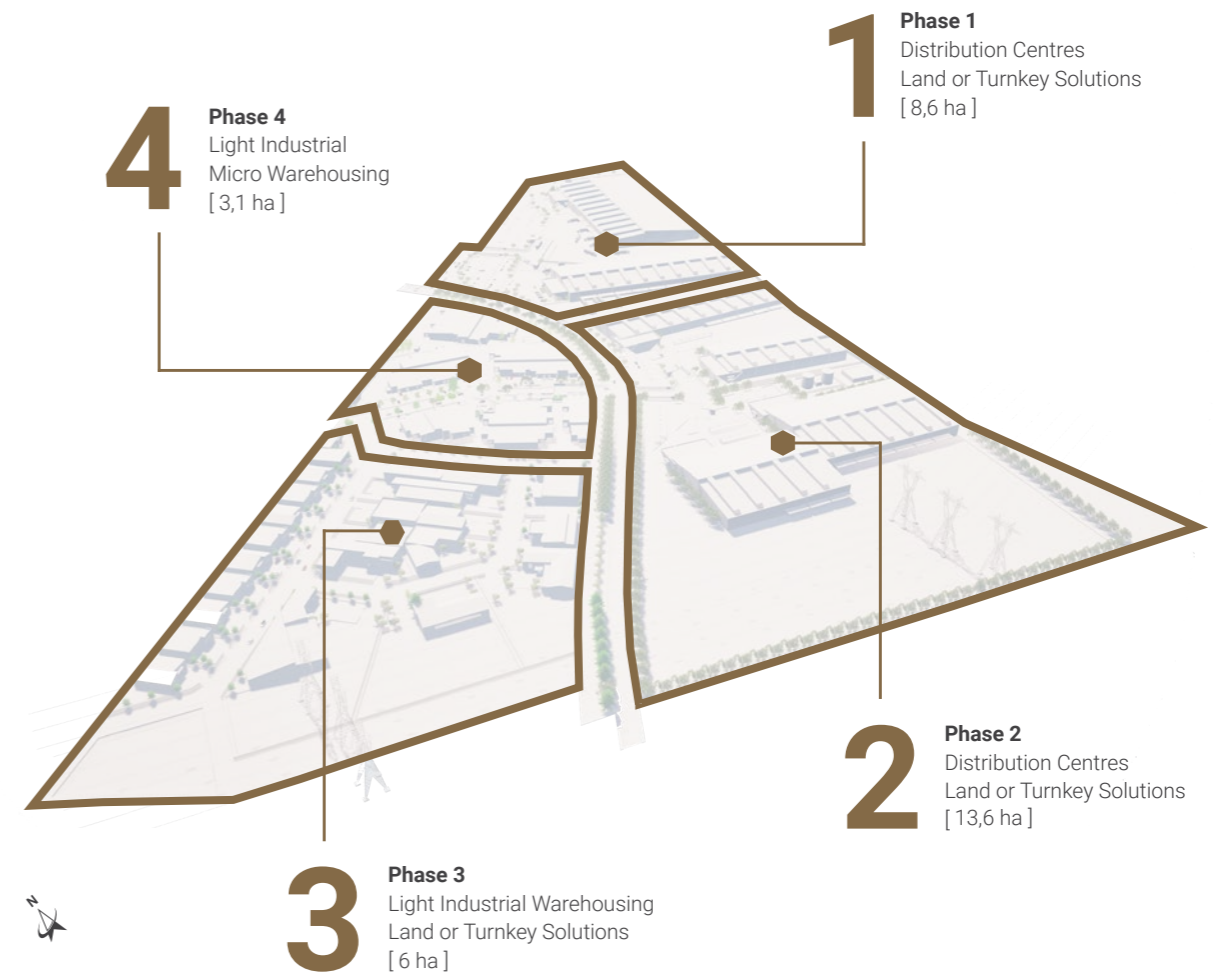 1
Phase 1
Distribution Centres
Land or Turnkey Solutions
[ 8,6 ha ]
4
Phase 4
Light Industrial
Micro Warehousing
[ 3,1 ha ]
2
Phase 2
Distribution Centres
Land or Turnkey Solutions
[ 13,6 ha ]
3
Phase 3
Light Industrial Warehousing
Land or Turnkey Solutions
[ 6 ha ]
N